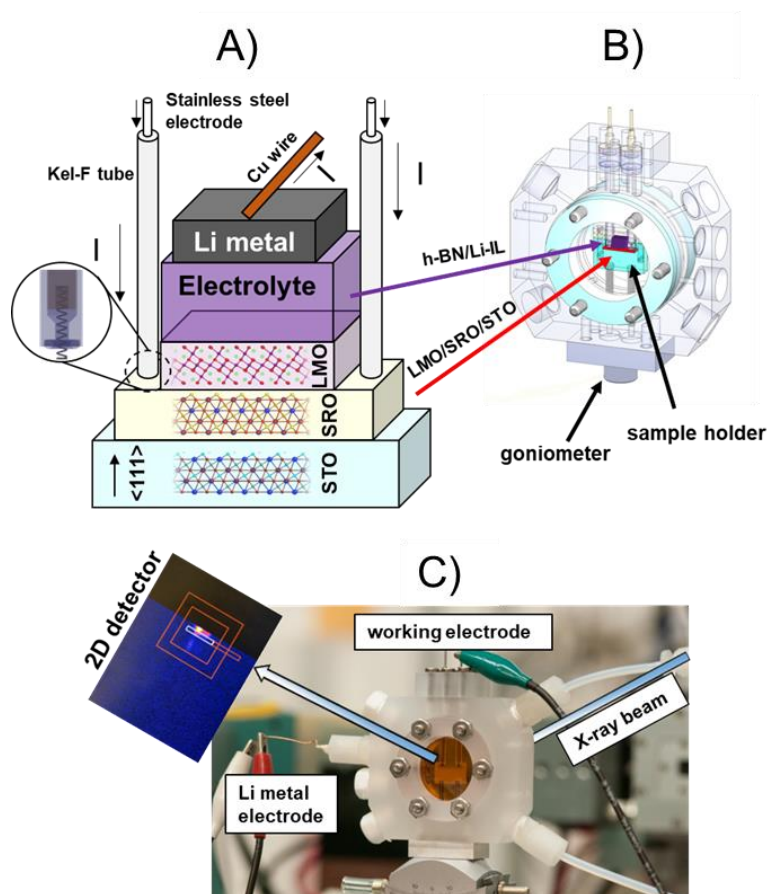 A)
B)
Stainless steel
electrode
Kel-F tube
Cu wire
I
I
I
Li metal
Electrolyte
h-BN/Li-IL
LMO
LMO/SRO/STO
SRO
<111>
STO
sample holder
goniometer
C)
2D detector
working electrode
X-ray beam
Li metal
electrode